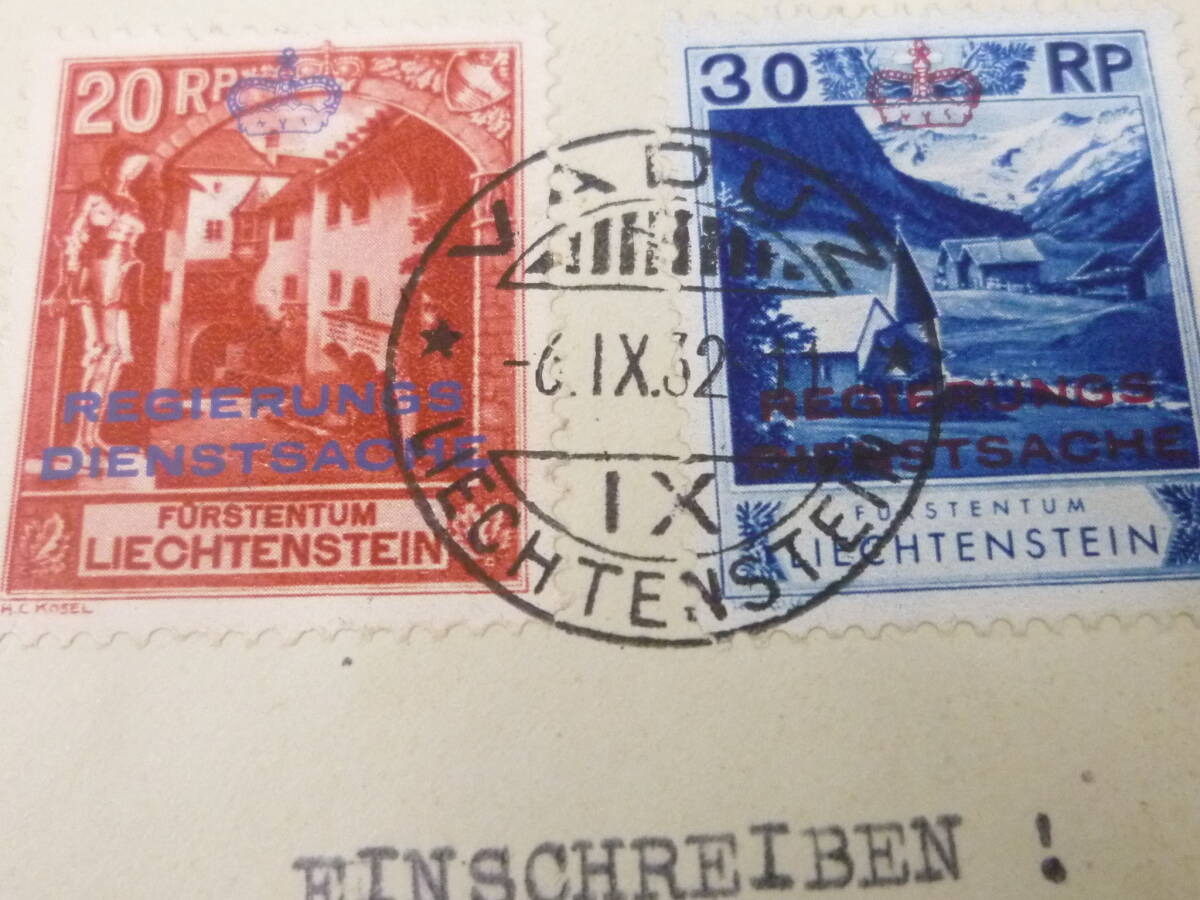 20 RP
REGIERUNGS
DIENSTSACHE
FÜRSTENTUM
LIECHTENSTEIN
H.C. KOSEL
30 RP
REGIERUNGS
DIENSTSACHE
FÜRSTENTUM
LIECHTENSTEIN
VADUZ
-6.IX.32 11
IX
LIECHTENSTEIN
EINSCHREIBEN !